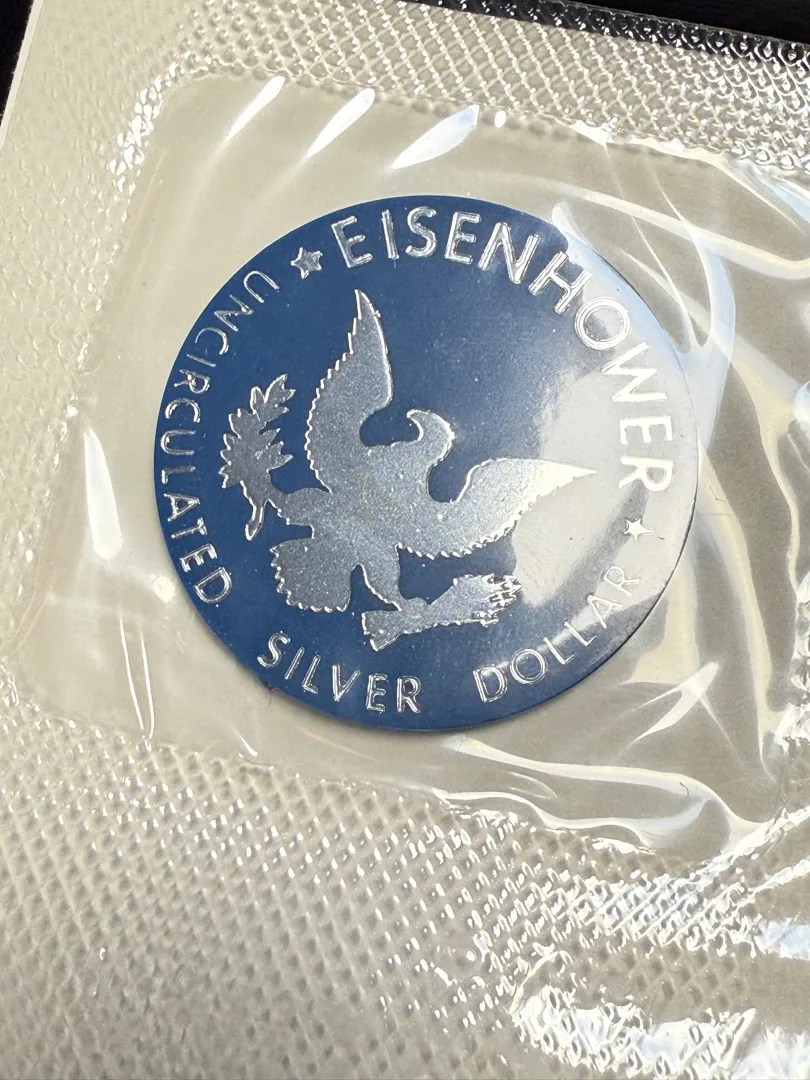 ★ EISENHOWER ★
UNCIRCULATED SILVER DOLLAR